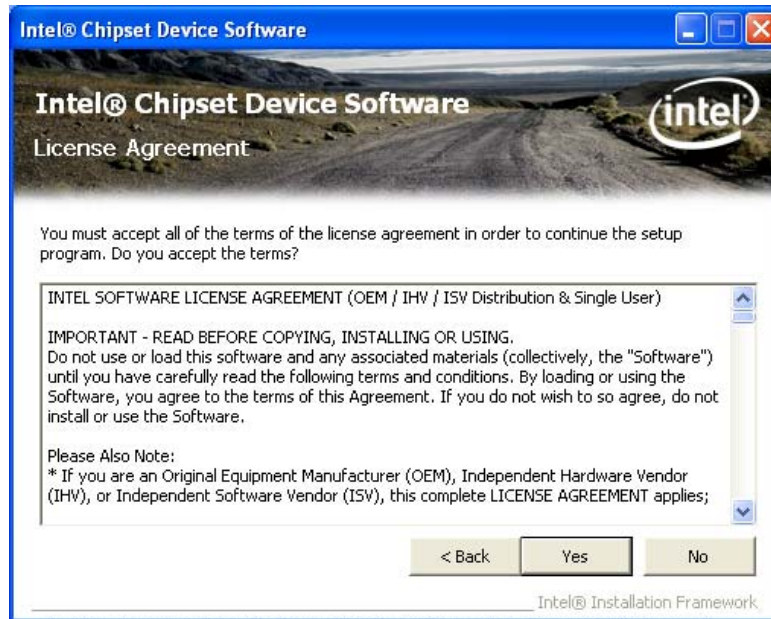 Intel® Chipset Device Software
Intel® Chipset Device Software
intel
License Agreement
You must accept all of the terms of the license agreement in order to continue the setup
program. Do you accept the terms?
INTEL SOFTWARE LICENSE AGREEMENT (OEM / IHV / ISV Distribution & Single User)
IMPORTANT - READ BEFORE COPYING, INSTALLING OR USING.
Do not use or load this software and any associated materials (collectively, the "Software")
until you have carefully read the following terms and conditions. By loading or using the
Software, you agree to the terms of this Agreement. If you do not wish to so agree, do not
install or use the Software.
Please Also Note:
* If you are an Original Equipment Manufacturer (OEM), Independent Hardware Vendor
(IHV), or Independent Software Vendor (ISV), this complete LICENSE AGREEMENT applies;
< Back Yes No
Intel® Installation Framework